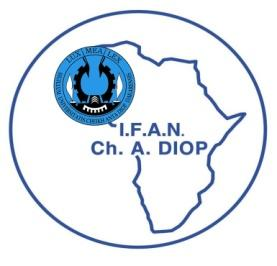 LUX MEA LEX
I.F.A.N.
Ch. A. DIOP